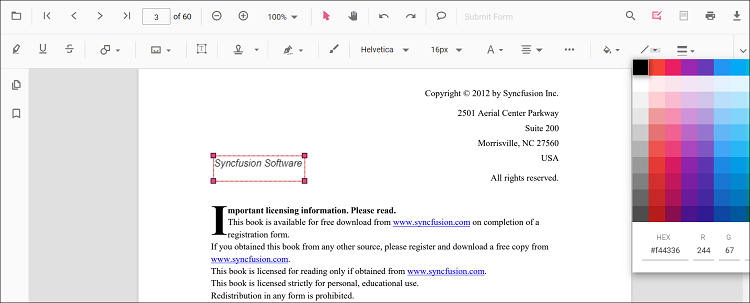 3 of 60 100% Submit Form
Helvetica 16px A
HEX R G
#f44336 244 67
Copyright © 2012 by Syncfusion Inc.
2501 Aerial Center Parkway
Suite 200
Morrisville, NC 27560
USA
All rights reserved.
Syncfusion Software
Important licensing information. Please read.
This book is available for free download from www.syncfusion.com on completion of a
registration form.
If you obtained this book from any other source, please register and download a free copy from
www.syncfusion.com.
This book is licensed for reading only if obtained from www.syncfusion.com.
This book is licensed strictly for personal, educational use.
Redistribution in any form is prohibited.